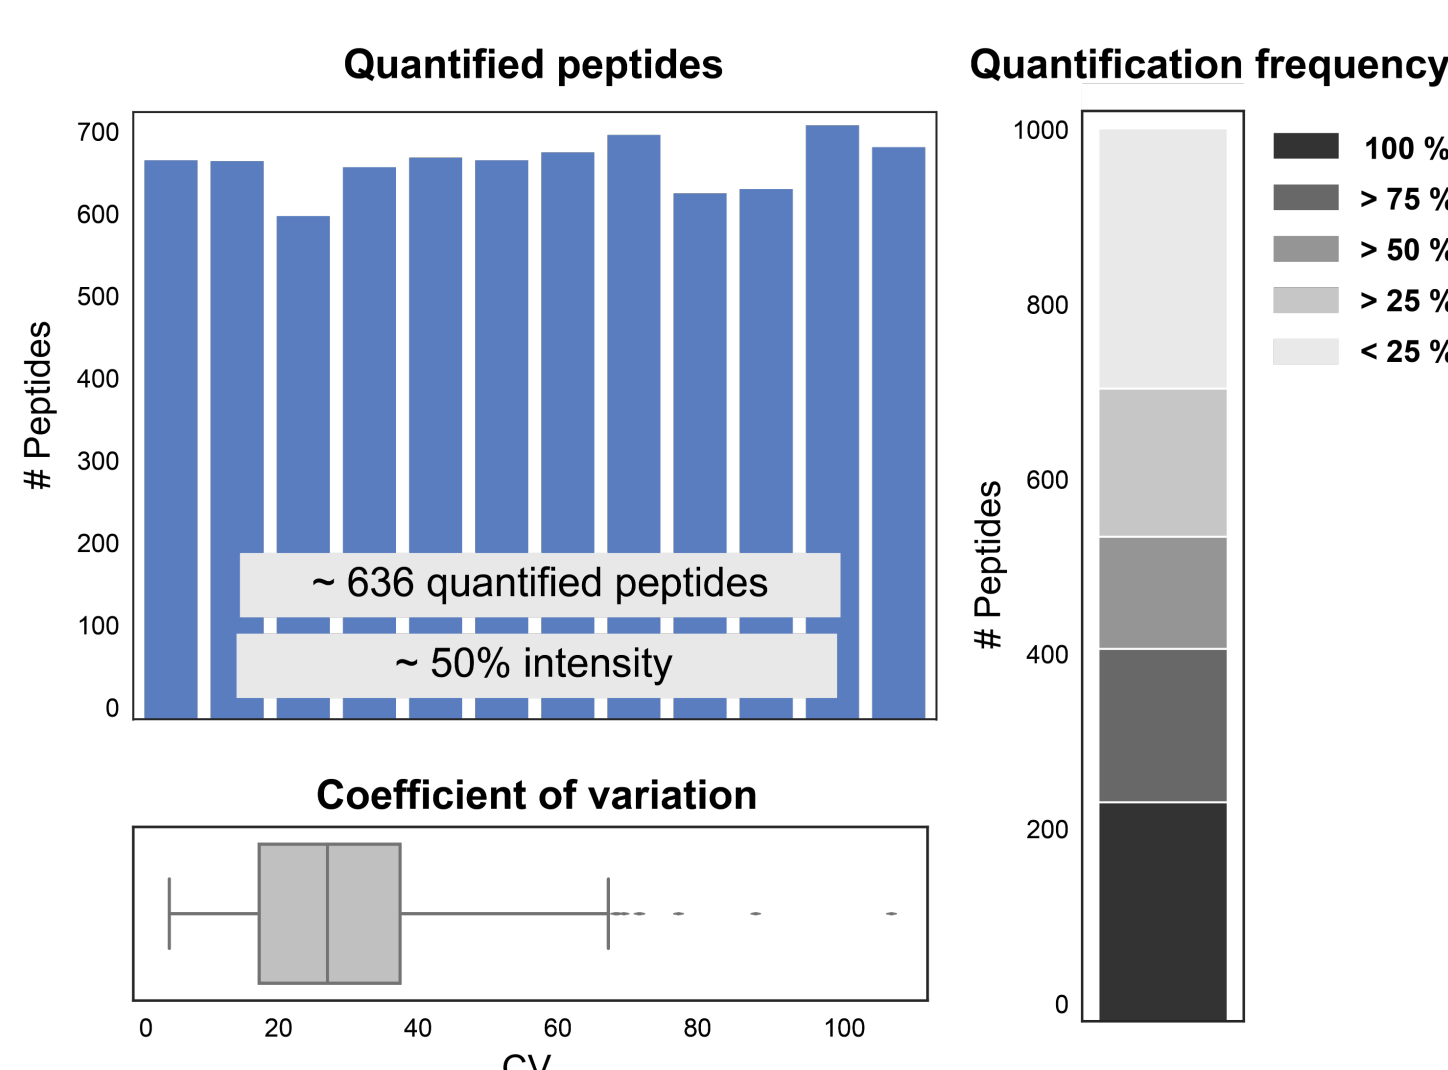 Quantified peptides
# Peptides
700
600
500
400
300
200
100
0
~ 636 quantified peptides
~ 50% intensity
Coefficient of variation
0 20 40 60 80 100
CV
Quantification frequency
# Peptides
1000
800
600
400
200
0
100 %
> 75 %
> 50 %
> 25 %
< 25 %